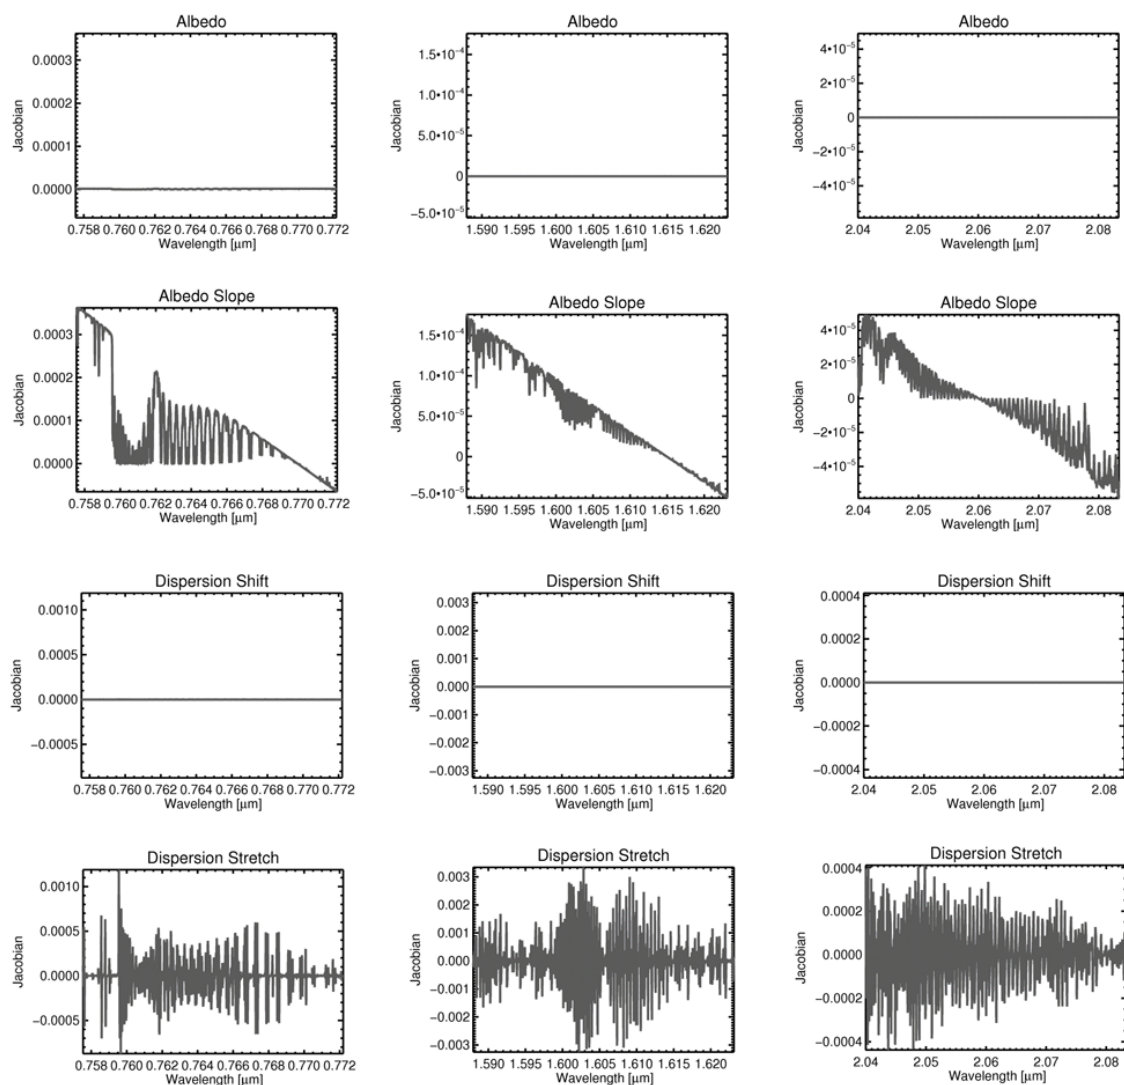 Albedo
Albedo
Albedo
0.0003
0.0002
0.0001
0.0000
Jacobian
0.758 0.760 0.762 0.764 0.766 0.768 0.770 0.772
Wavelength [µm]
1.5•10⁻⁴
1.0•10⁻⁴
5.0•10⁻⁵
0
−5.0•10⁻⁵
Jacobian
1.590 1.595 1.600 1.605 1.610 1.615 1.620
Wavelength [µm]
4•10⁻⁵
2•10⁻⁵
0
−2•10⁻⁵
−4•10⁻⁵
Jacobian
2.04 2.05 2.06 2.07 2.08
Wavelength [µm]
Albedo Slope
Albedo Slope
Albedo Slope
0.0003
0.0002
0.0001
0.0000
Jacobian
0.758 0.760 0.762 0.764 0.766 0.768 0.770 0.772
Wavelength [µm]
1.5•10⁻⁴
1.0•10⁻⁴
5.0•10⁻⁵
0
−5.0•10⁻⁵
Jacobian
1.590 1.595 1.600 1.605 1.610 1.615 1.620
Wavelength [µm]
4•10⁻⁵
2•10⁻⁵
0
−2•10⁻⁵
−4•10⁻⁵
Jacobian
2.04 2.05 2.06 2.07 2.08
Wavelength [µm]
Dispersion Shift
Dispersion Shift
Dispersion Shift
0.0010
0.0005
0.0000
−0.0005
Jacobian
0.758 0.760 0.762 0.764 0.766 0.768 0.770 0.772
Wavelength [µm]
0.003
0.002
0.001
0.000
−0.001
−0.002
−0.003
Jacobian
1.590 1.595 1.600 1.605 1.610 1.615 1.620
Wavelength [µm]
0.0004
0.0002
0.0000
−0.0002
−0.0004
Jacobian
2.04 2.05 2.06 2.07 2.08
Wavelength [µm]
Dispersion Stretch
Dispersion Stretch
Dispersion Stretch
0.0010
0.0005
0.0000
−0.0005
Jacobian
0.758 0.760 0.762 0.764 0.766 0.768 0.770 0.772
Wavelength [µm]
0.003
0.002
0.001
0.000
−0.001
−0.002
−0.003
Jacobian
1.590 1.595 1.600 1.605 1.610 1.615 1.620
Wavelength [µm]
0.0004
0.0002
0.0000
−0.0002
−0.0004
Jacobian
2.04 2.05 2.06 2.07 2.08
Wavelength [µm]